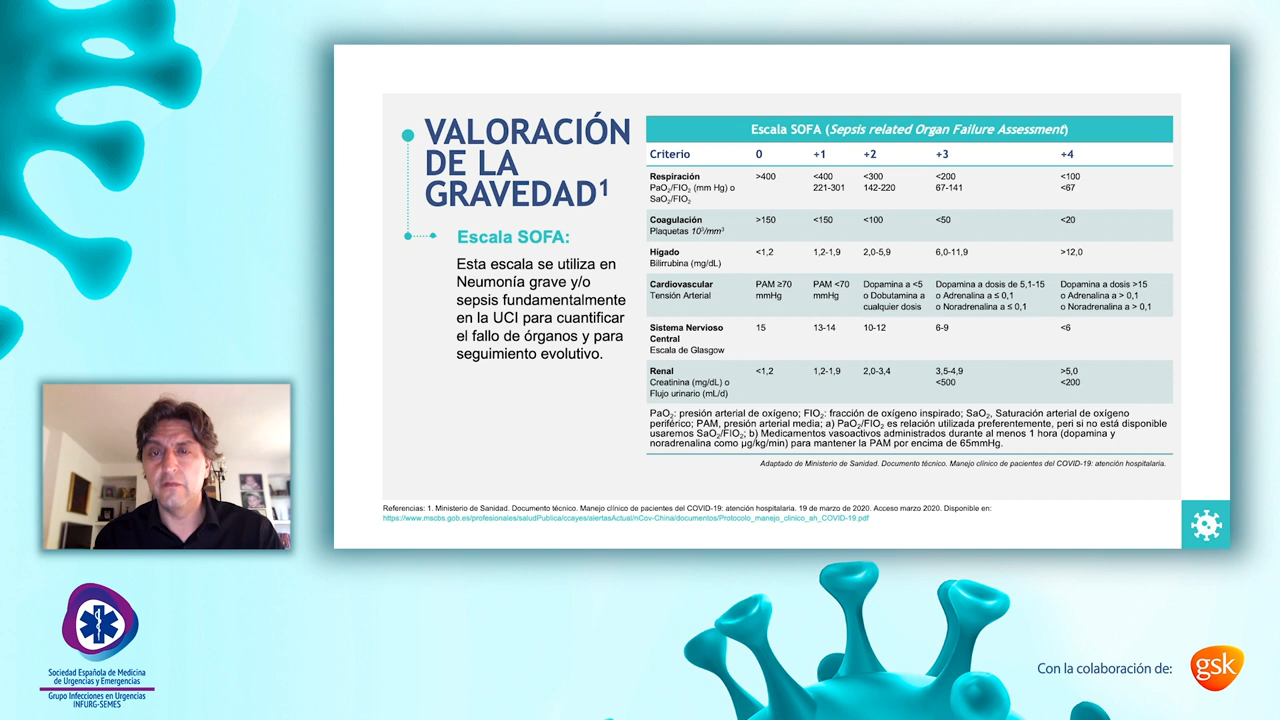 VALORACIÓN
DE LA
GRAVEDAD¹
Escala SOFA:
Esta escala se utiliza en
Neumonía grave y/o
sepsis fundamentalmente
en la UCI para cuantificar
el fallo de órganos y para
seguimiento evolutivo.
Escala SOFA (Sepsis related Organ Failure Assessment)
Criterio 0 +1 +2 +3 +4
Respiración >400 <400 <300 <200 <100
PaO₂/FIO₂ (mm Hg) o 221-301 142-220 67-141 <67
SaO₂/FIO₂
Coagulación >150 <150 <100 <50 <20
Plaquetas 10³/mm³
Hígado <1,2 1,2-1,9 2,0-5,9 6,0-11,9 >12,0
Bilirrubina (mg/dL)
Cardiovascular PAM ≥70 PAM <70 Dopamina a <5 Dopamina a dosis de 5,1-15 Dopamina a dosis >15
Tensión Arterial mmHg mmHg o Dobutamina a o Adrenalina a ≤ 0,1 o Adrenalina a > 0,1
cualquier dosis o Noradrenalina a ≤ 0,1 o Noradrenalina a > 0,1
Sistema Nervioso 15 13-14 10-12 6-9 <6
Central
Escala de Glasgow
Renal <1,2 1,2-1,9 2,0-3,4 3,5-4,9 >5,0
Creatinina (mg/dL) o <500 <200
Flujo urinario (mL/d)
PaO₂: presión arterial de oxígeno; FIO₂: fracción de oxígeno inspirado; SaO₂, Saturación arterial de oxígeno
periférico; PAM, presión arterial media; a) PaO₂/FIO₂ es relación utilizada preferentemente, peri si no está disponible
usaremos SaO₂/FIO₂; b) Medicamentos vasoactivos administrados durante al menos 1 hora (dopamina y
noradrenalina como µg/kg/min) para mantener la PAM por encima de 65mmHg.
Adaptado de Ministerio de Sanidad. Documento técnico. Manejo clínico de pacientes del COVID-19: atención hospitalaria.
Referencias: 1. Ministerio de Sanidad. Documento técnico. Manejo clínico de pacientes del COVID-19: atención hospitalaria. 19 de marzo de 2020. Acceso marzo 2020. Disponible en:
https://www.mscbs.gob.es/profesionales/saludPublica/ccayes/alertasActual/nCov-China/documentos/Protocolo_manejo_clinico_ah_COVID-19.pdf
Sociedad Española de Medicina
de Urgencias y Emergencias
Grupo Infecciones en Urgencias
INFURG-SEMES
Con la colaboración de:
gsk